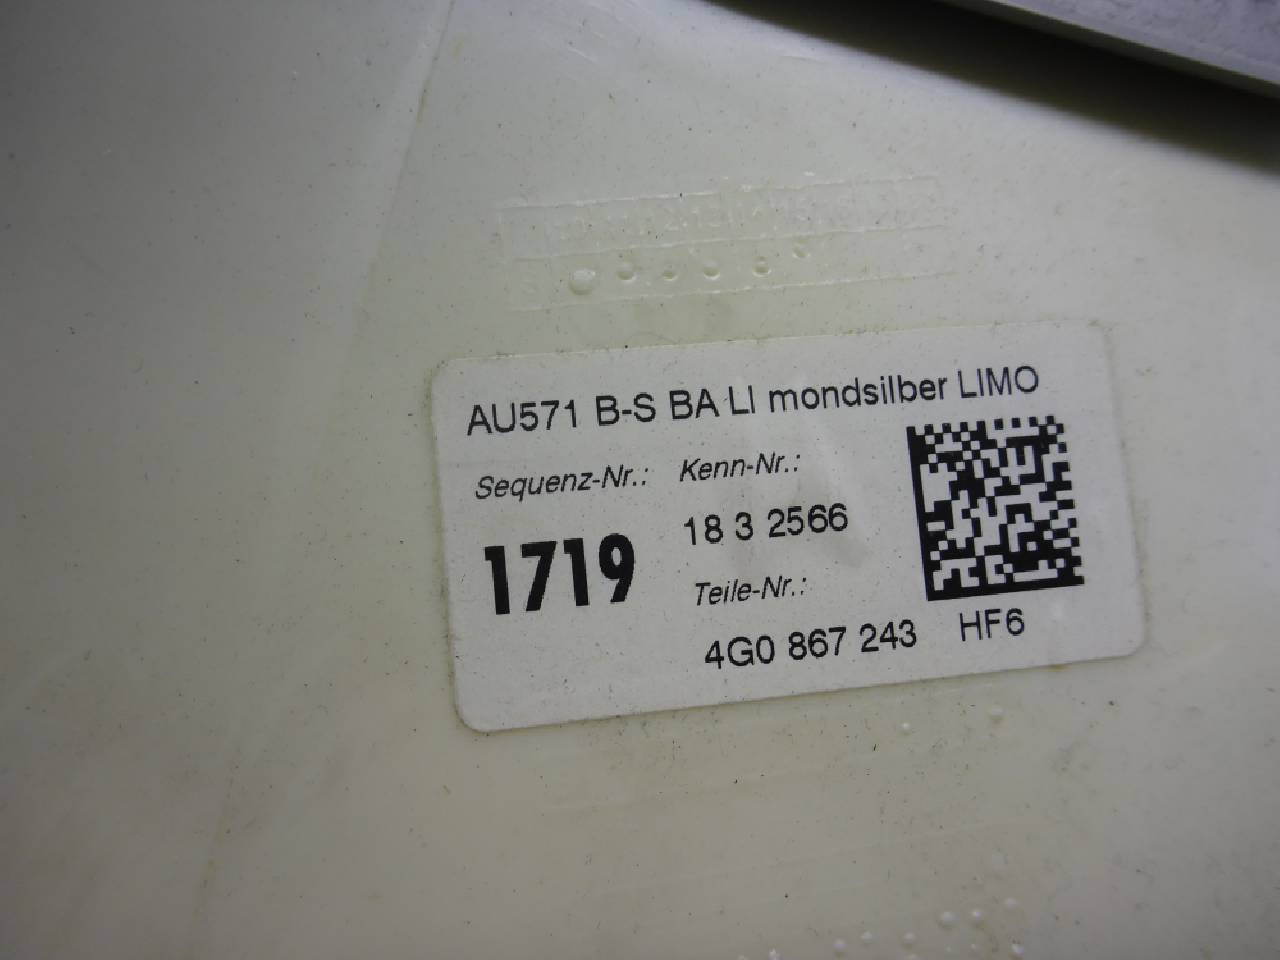 AU571 B-S BA LI mondsilber LIMO
Sequenz-Nr.: Kenn-Nr.:
1719 18 3 2566
Teile-Nr.:
4G0 867 243 HF6